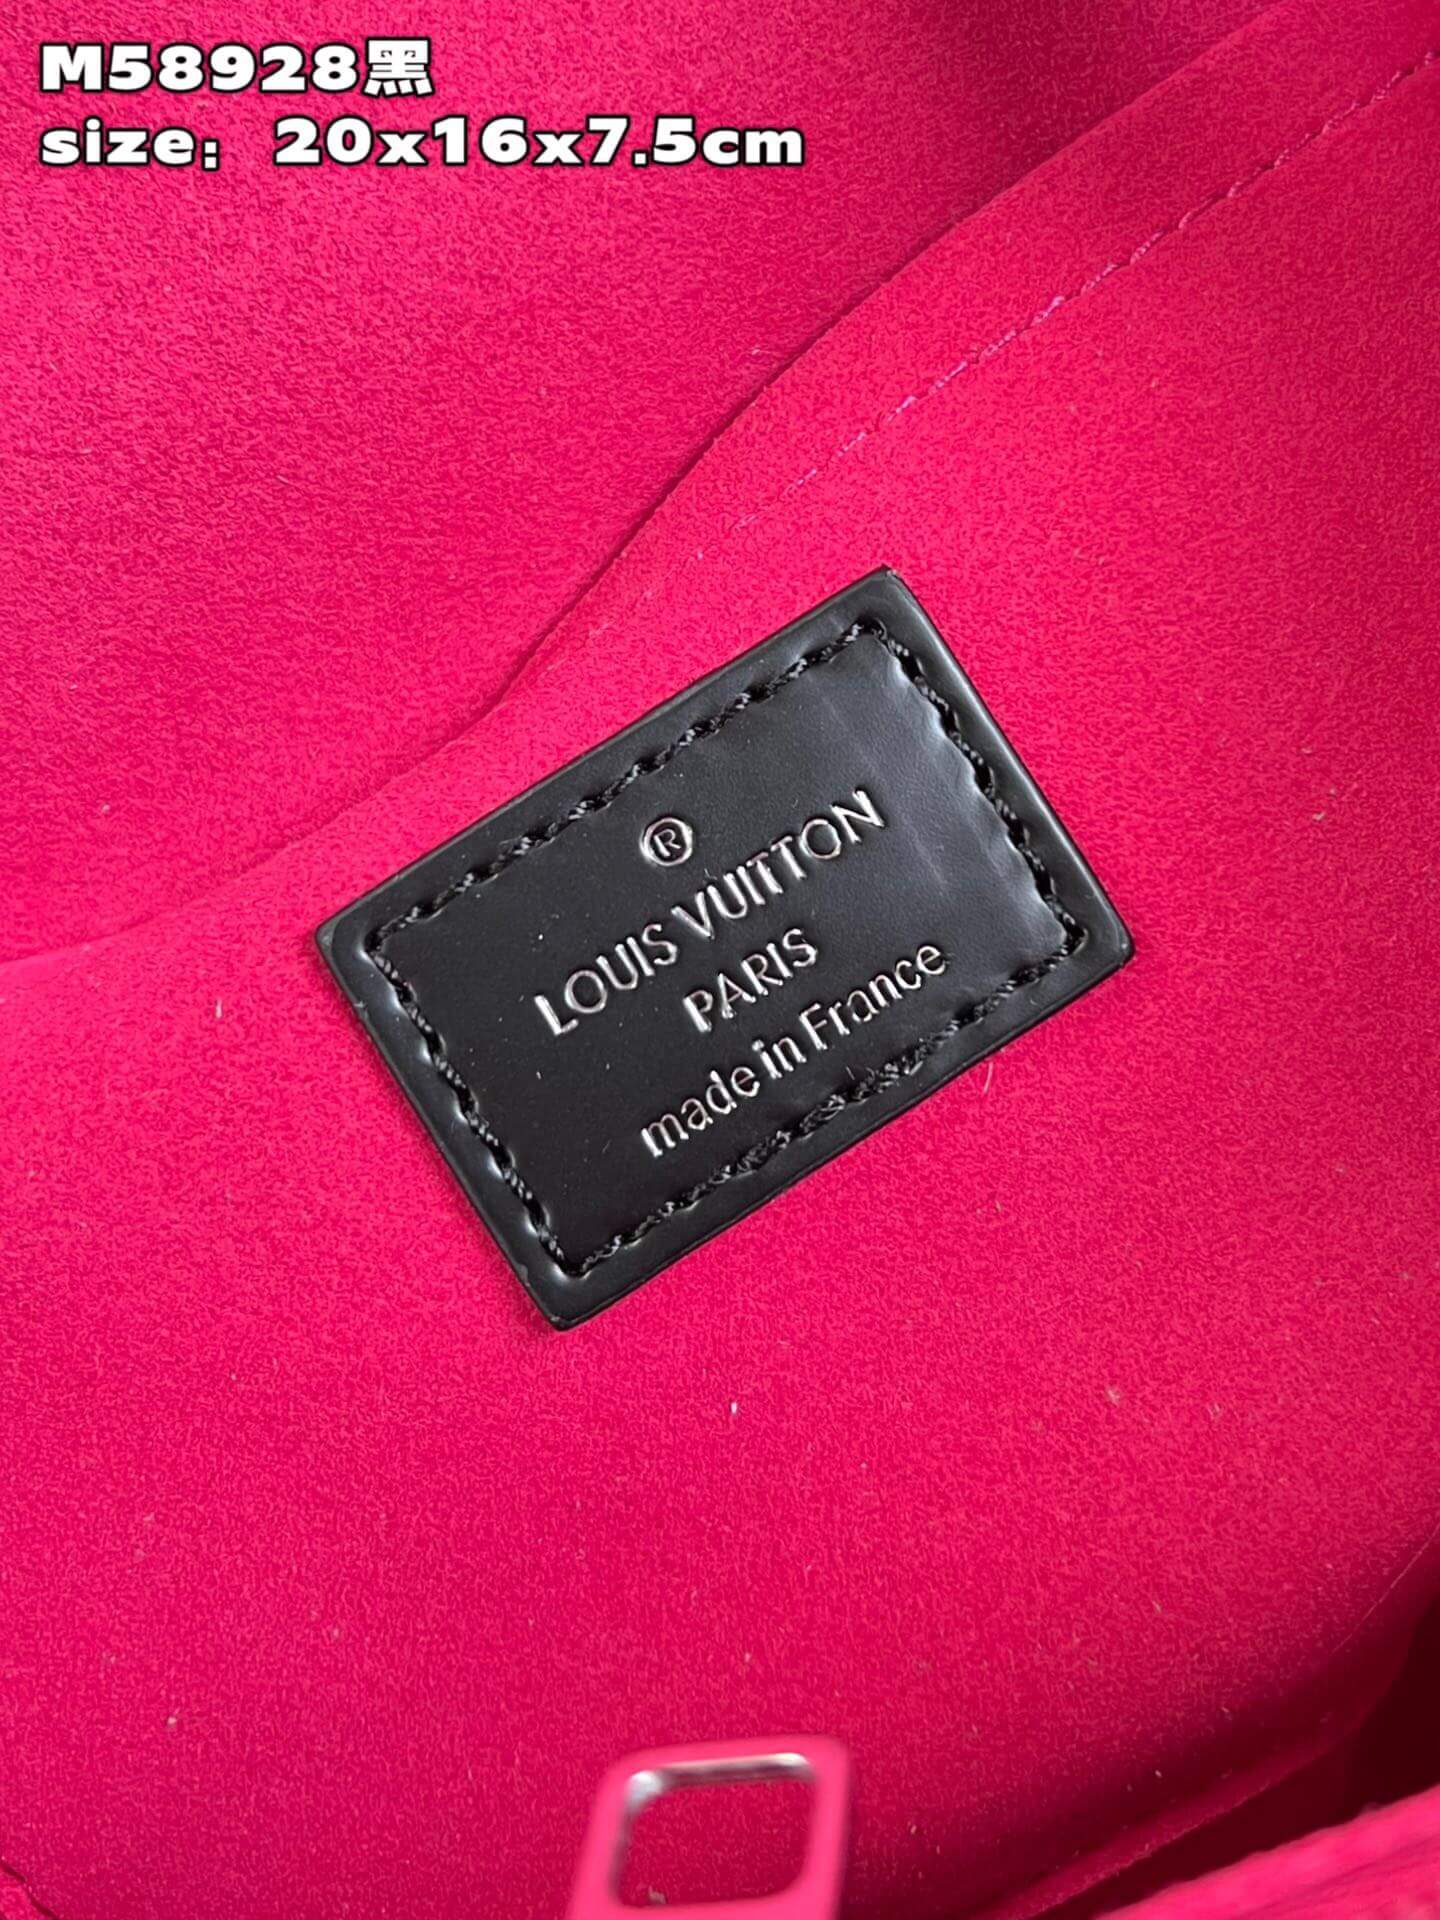 M58928黑
size： 20x16x7.5cm
®
LOUIS VUITTON
PARIS
made in France